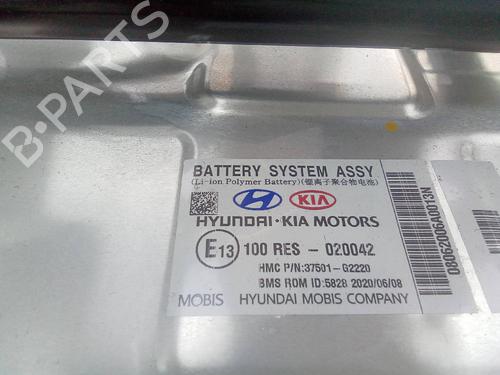 B-PARTS
BATTERY SYSTEM ASSY
(Li-ion Polymer Battery)(锂离子聚合物电池)
KIA
HYUNDAI · KIA MOTORS
E13 100 RES - 020042
HMC P/N:37501-G2220
BMS ROM ID:5828 2020/06/08
MOBIS HYUNDAI MOBIS COMPANY
08062006A0013N